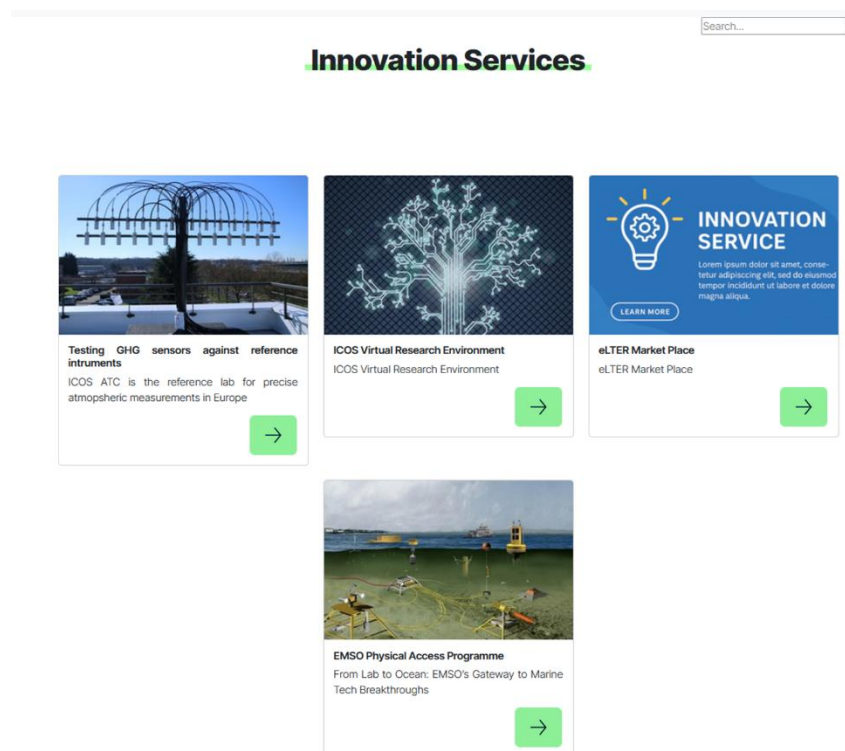 Search...
Innovation Services
INNOVATION
SERVICE
Lorem ipsum dolor sit amet, conse-
tetur adipisccing elit, sed do eiusmod
tempor incididunt ut labore et dolore
magna aliqua.
LEARN MORE
Testing GHG sensors against reference
intruments
ICOS ATC is the reference lab for precise
atmopsheric measurements in Europe
ICOS Virtual Research Environment
ICOS Virtual Research Environment
eLTER Market Place
eLTER Market Place
EMSO Physical Access Programme
From Lab to Ocean: EMSO's Gateway to Marine
Tech Breakthroughs